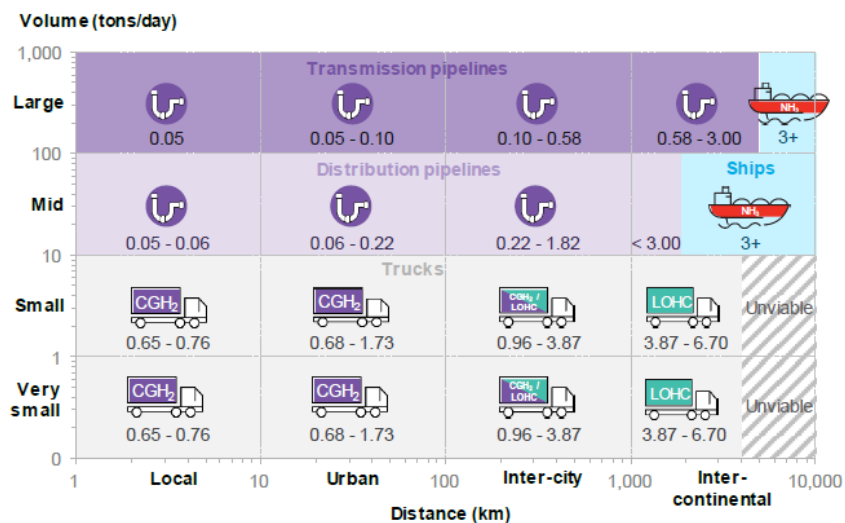 Volume (tons/day)
1,000
Transmission pipelines
Large
NH₃
0.05
0.05 - 0.10
0.10 - 0.58
0.58 - 3.00
3+
100
Distribution pipelines
Ships
Mid
NH₃
0.05 - 0.06
0.06 - 0.22
0.22 - 1.82
< 3.00
3+
10
Trucks
Small
CGH₂
CGH₂
CGH₂ /
LOHC
LOHC
Unviable
0.65 - 0.76
0.68 - 1.73
0.96 - 3.87
3.87 - 6.70
1
Very
small
CGH₂
CGH₂
CGH₂ /
LOHC
LOHC
Unviable
0.65 - 0.76
0.68 - 1.73
0.96 - 3.87
3.87 - 6.70
0
1
Local
10
Urban
100
Inter-city
1,000
Inter-
continental
10,000
Distance (km)